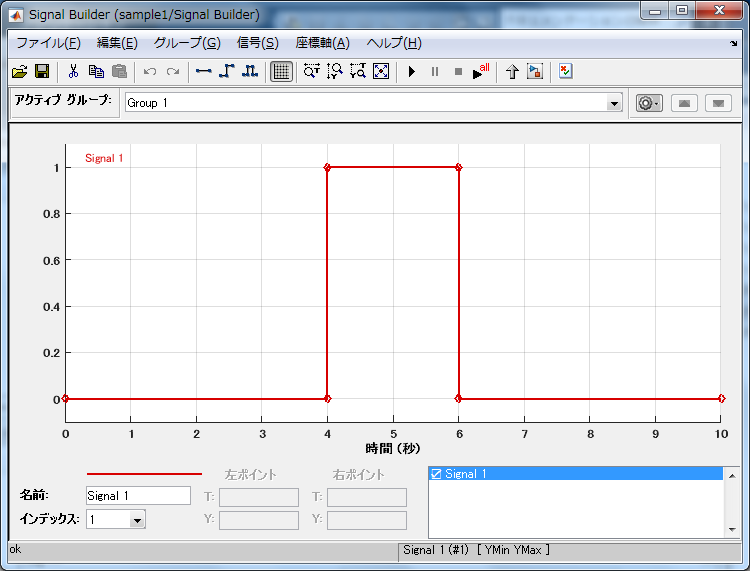 Signal Builder (sample1/Signal Builder)
ファイル(F) 編集(E) グループ(G) 信号(S) 座標軸(A) ヘルプ(H)
all
アクティブ グループ: Group 1
Signal 1
1
0.8
0.6
0.4
0.2
0
0 1 2 3 4 5 6 7 8 9 10
時間 (秒)
左ポイント 右ポイント
名前: Signal 1 T: T:
インデックス: 1 Y: Y:
Signal 1
ok Signal 1 (#1) [ YMin YMax ]